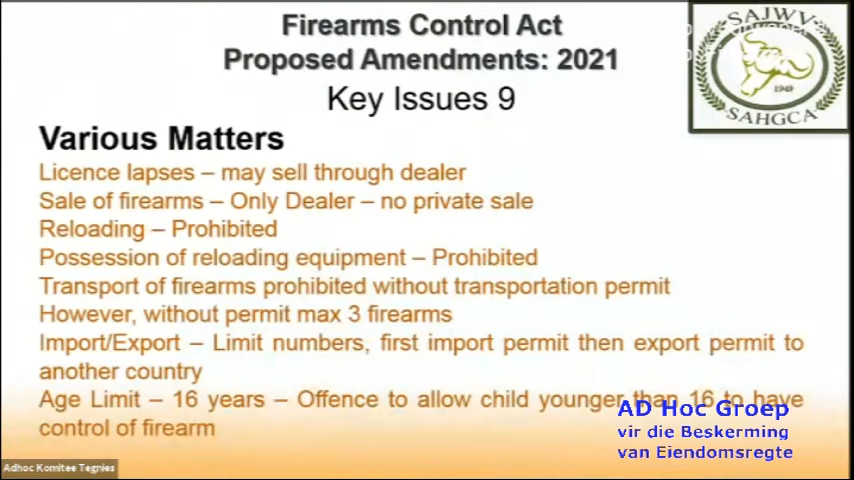 Firearms Control Act
Proposed Amendments: 2021
Key Issues 9
SAJWV
1949
SAHGCA
Various Matters
Licence lapses – may sell through dealer
Sale of firearms – Only Dealer – no private sale
Reloading – Prohibited
Possession of reloading equipment – Prohibited
Transport of firearms prohibited without transportation permit
However, without permit max 3 firearms
Import/Export – Limit numbers, first import permit then export permit to
another country
Age Limit – 16 years – Offence to allow child younger than 16 to have
control of firearm
AD Hoc Groep
vir die Beskerming
van Eiendomsregte
Adhoc Komitee Tegnies